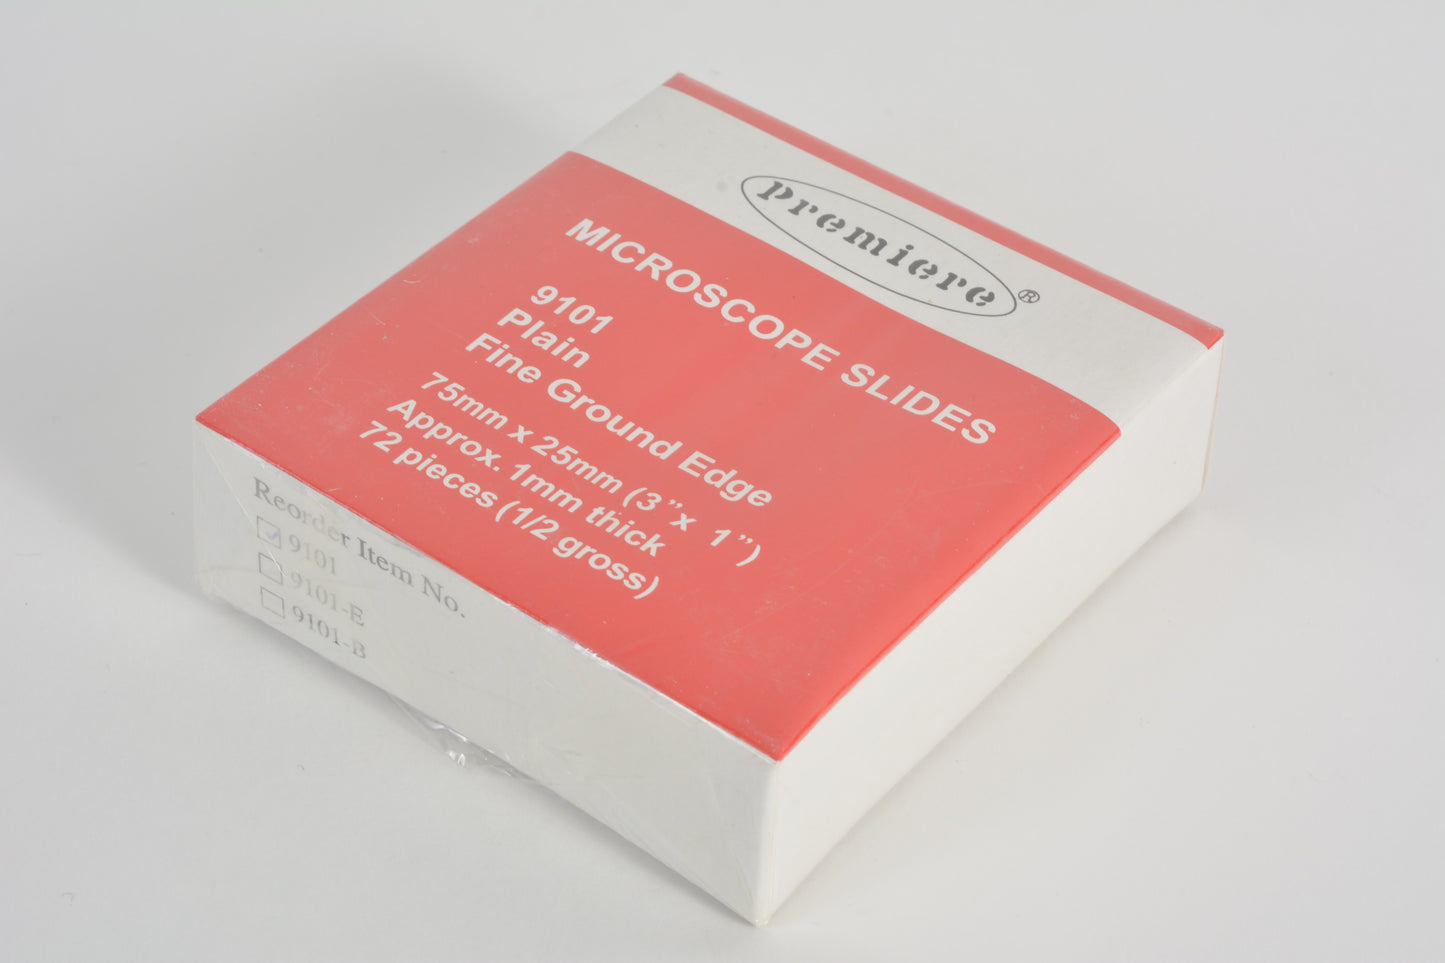 Premiere®
MICROSCOPE SLIDES
9101
Plain
Fine Ground Edge
75mm x 25mm (3”x 1”)
Approx. 1mm thick
72 pieces (1/2 gross)
Reorder Item No.
9101
9101-E
9101-B